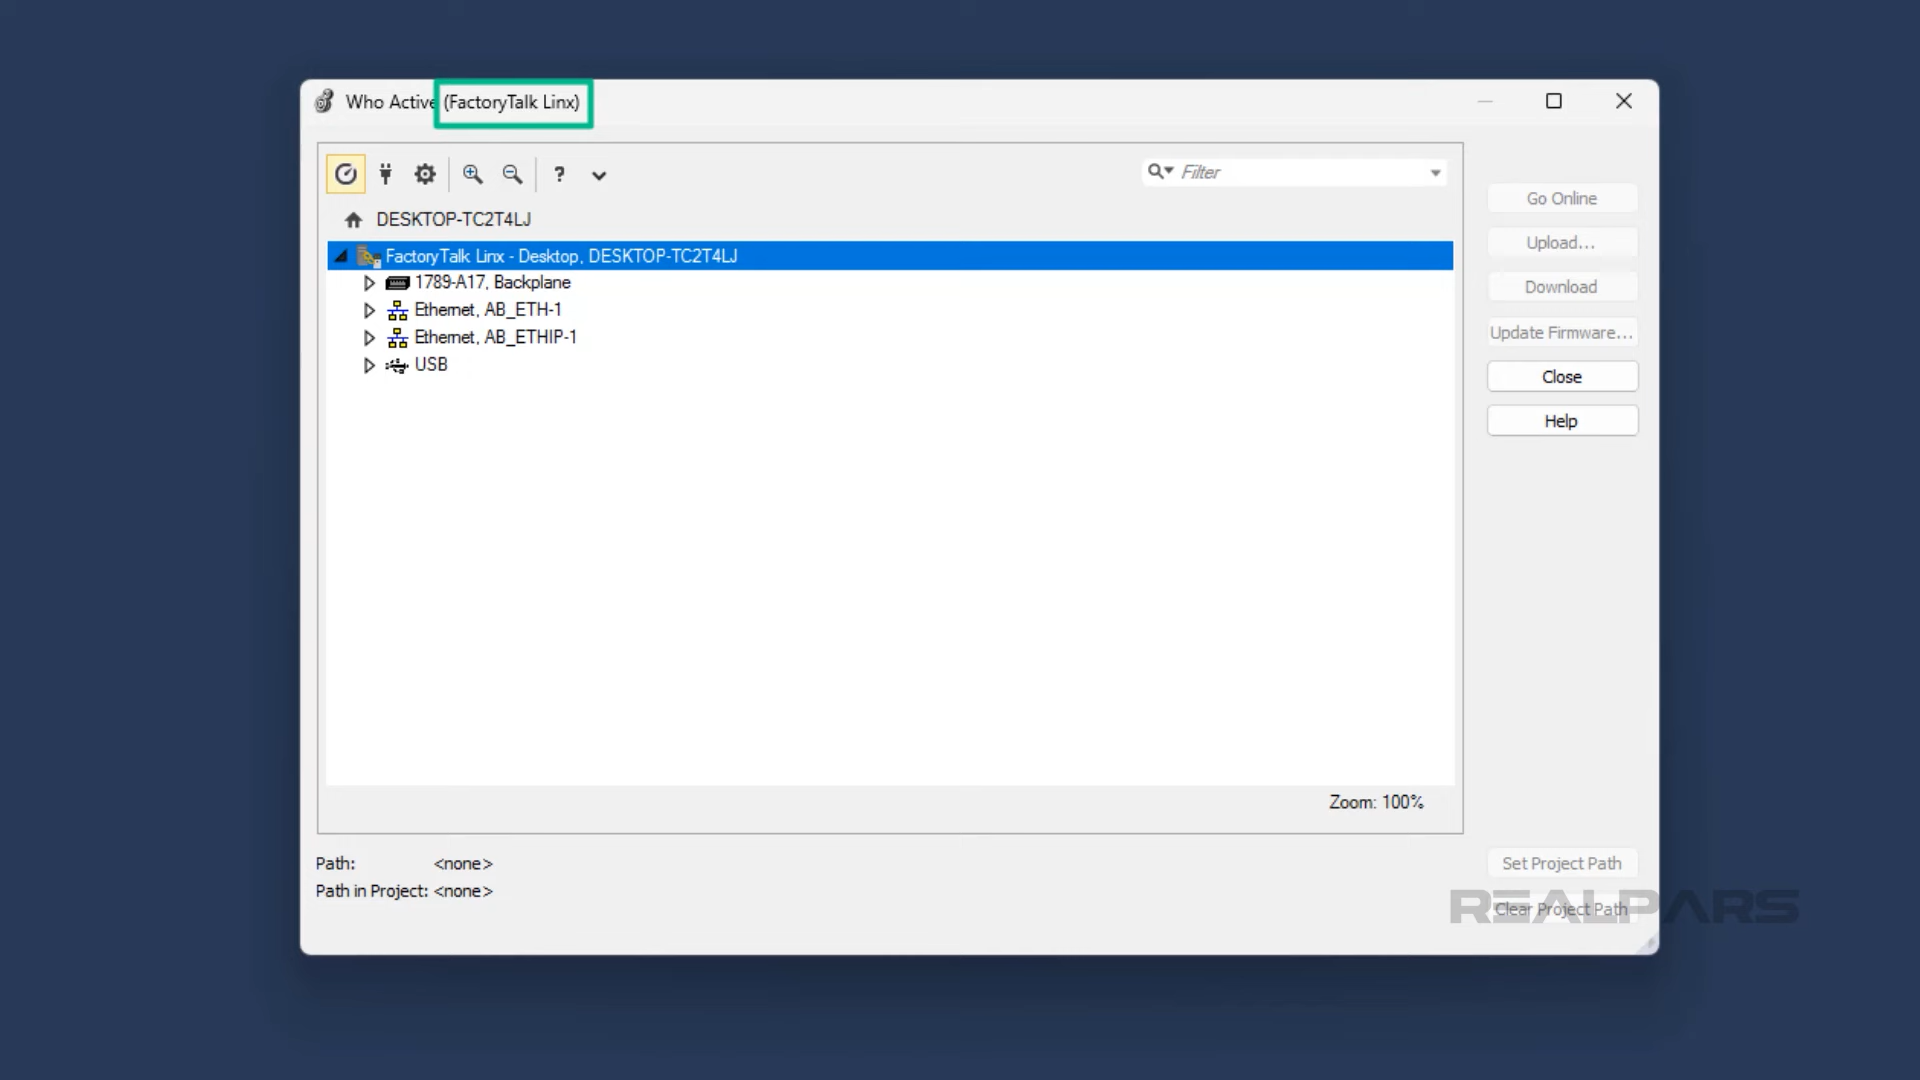 Who Active (FactoryTalk Linx)
? Filter
DESKTOP-TC2T4LJ
FactoryTalk Linx - Desktop, DESKTOP-TC2T4LJ
1789-A17, Backplane
Ethernet, AB_ETH-1
Ethernet, AB_ETHIP-1
USB
Zoom: 100%
Go Online
Upload...
Download
Update Firmware...
Close
Help
Path: <none>
Path in Project: <none>
Set Project Path
Clear Project Path
REALPARS